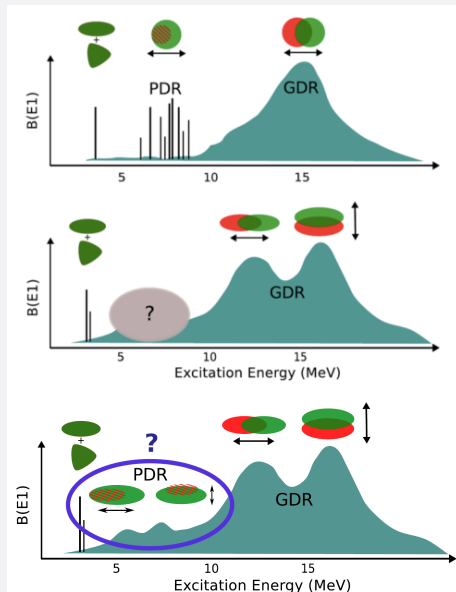 +
PDR
GDR
B(E1)
5 10 15
+
GDR
B(E1)
?
5 10 15
Excitation Energy (MeV)
+
?
PDR
GDR
B(E1)
5 10 15
Excitation Energy (MeV)